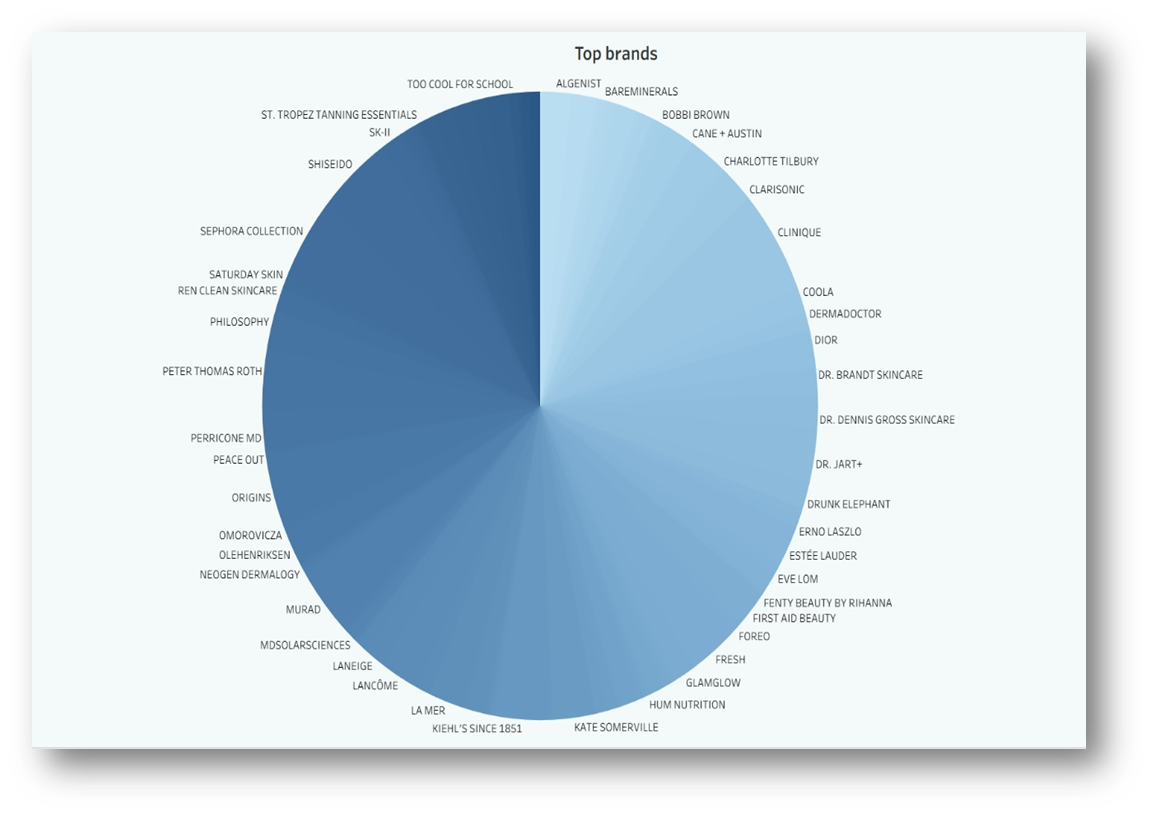 Top brands
ALGENIST
BAREMINERALS
BOBBI BROWN
CANE + AUSTIN
CHARLOTTE TILBURY
CLARISONIC
CLINIQUE
COOLA
DERMADOCTOR
DIOR
DR. BRANDT SKINCARE
DR. DENNIS GROSS SKINCARE
DR. JART+
DRUNK ELEPHANT
ERNO LASZLO
ESTÉE LAUDER
EVE LOM
FENTY BEAUTY BY RIHANNA
FIRST AID BEAUTY
FOREO
FRESH
GLAMGLOW
HUM NUTRITION
KATE SOMERVILLE
KIEHL'S SINCE 1851
LA MER
LANCÔME
LANEIGE
MDSOLARSCIENCES
MURAD
NEOGEN DERMALOGY
OLEHENRIKSEN
OMOROVICZA
ORIGINS
PEACE OUT
PERRICONE MD
PETER THOMAS ROTH
PHILOSOPHY
REN CLEAN SKINCARE
SATURDAY SKIN
SEPHORA COLLECTION
SHISEIDO
SK-II
ST. TROPEZ TANNING ESSENTIALS
TOO COOL FOR SCHOOL